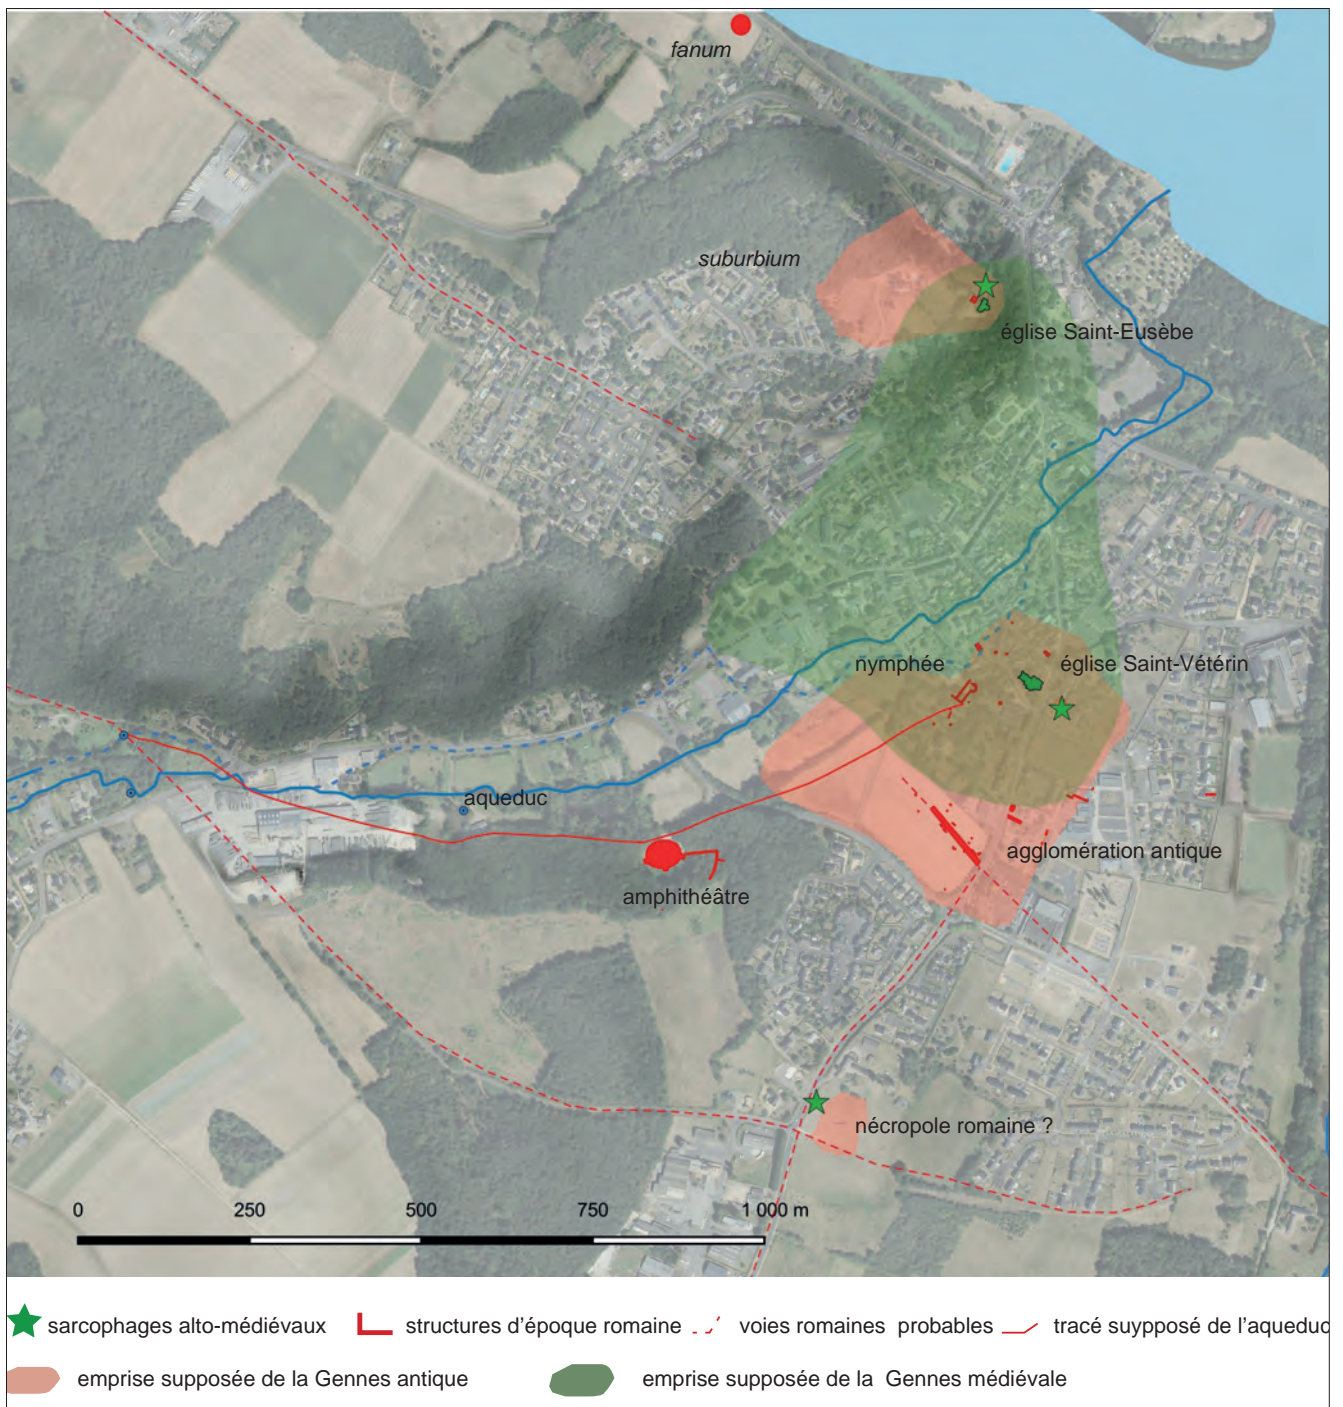 fanum
suburbium
église Saint-Eusèbe
nymphée
église Saint-Vétérin
aqueduc
agglomération antique
amphithéâtre
nécropole romaine ?
0 250 500 750 1 000 m
sarcophages alto-médiévaux structures d'époque romaine voies romaines probables tracé suypposé de l'aqueduc
emprise supposée de la Gennes antique emprise supposée de la Gennes médiévale